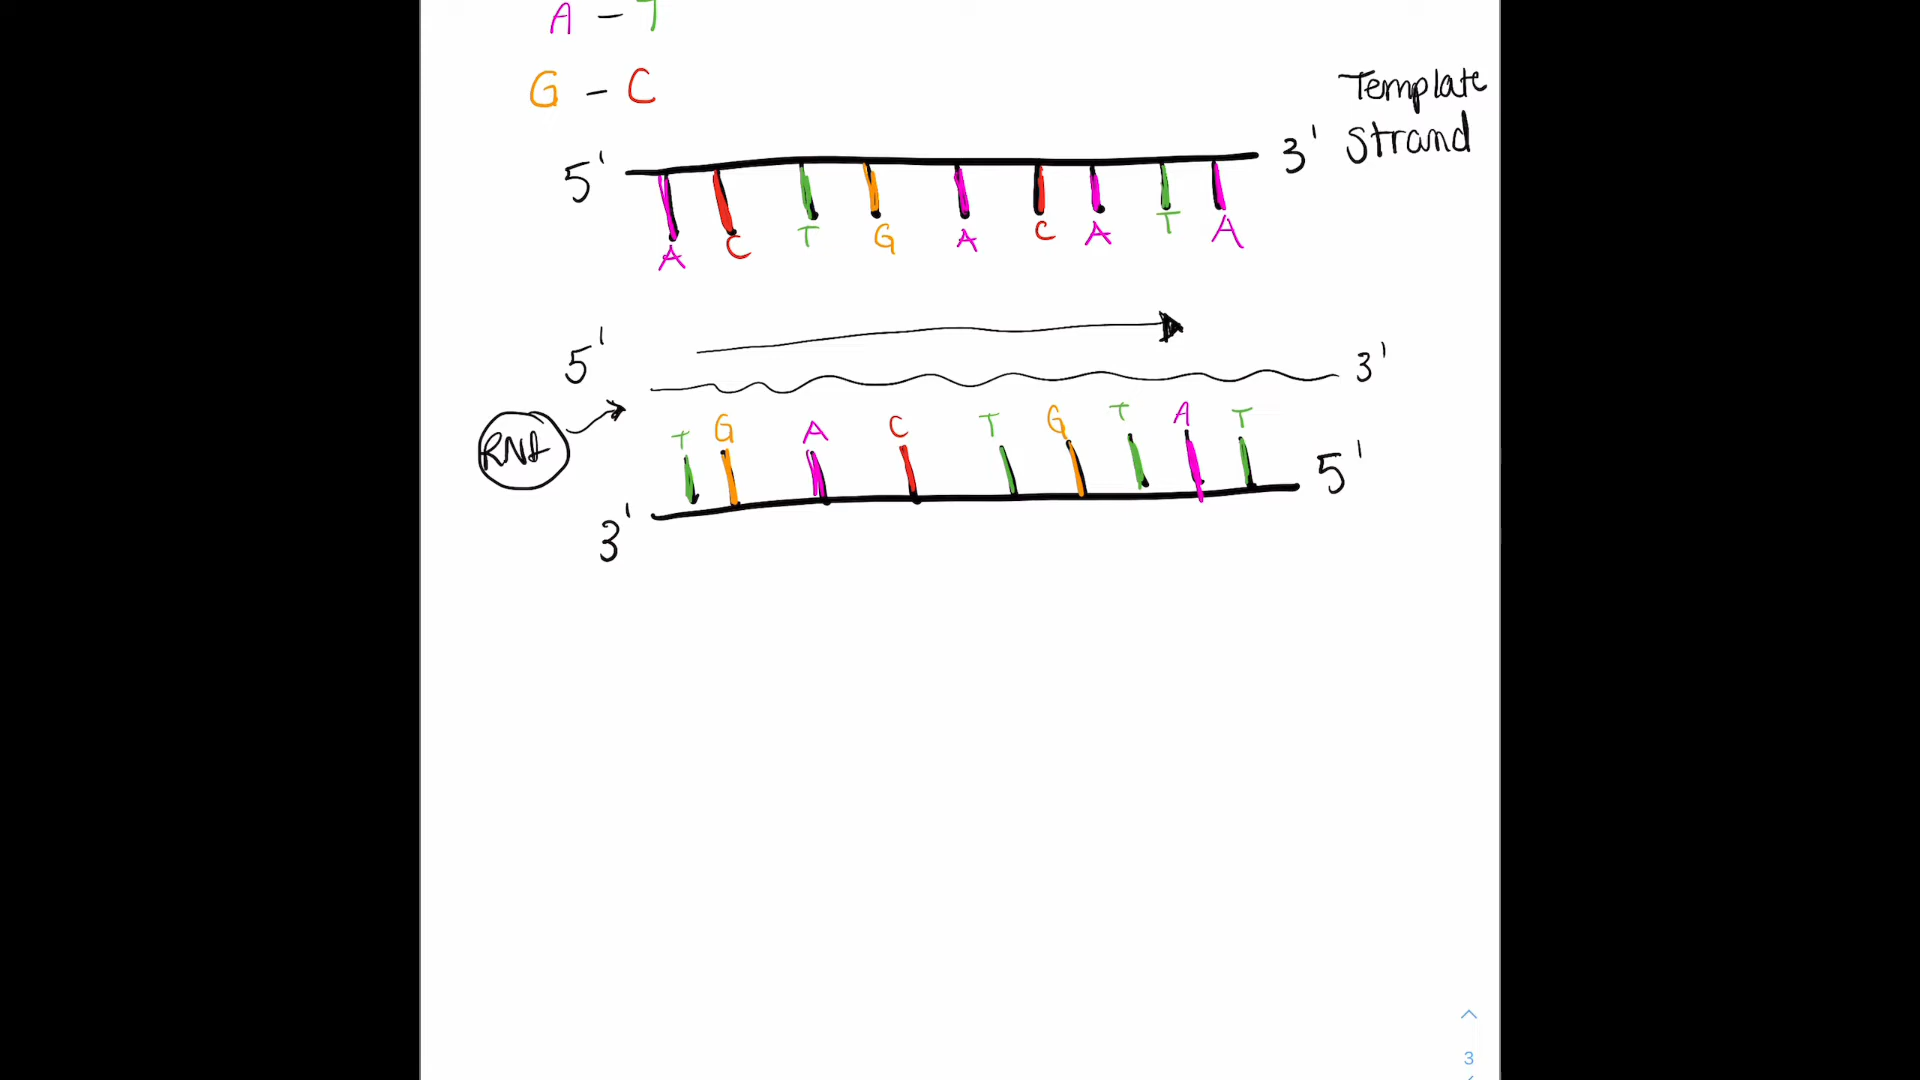 A - T
G - C
Template
Strand
5' 3'
A C T G A C A T A
5' 3'
RNA
T G A C T G T A T
3' 5'
3